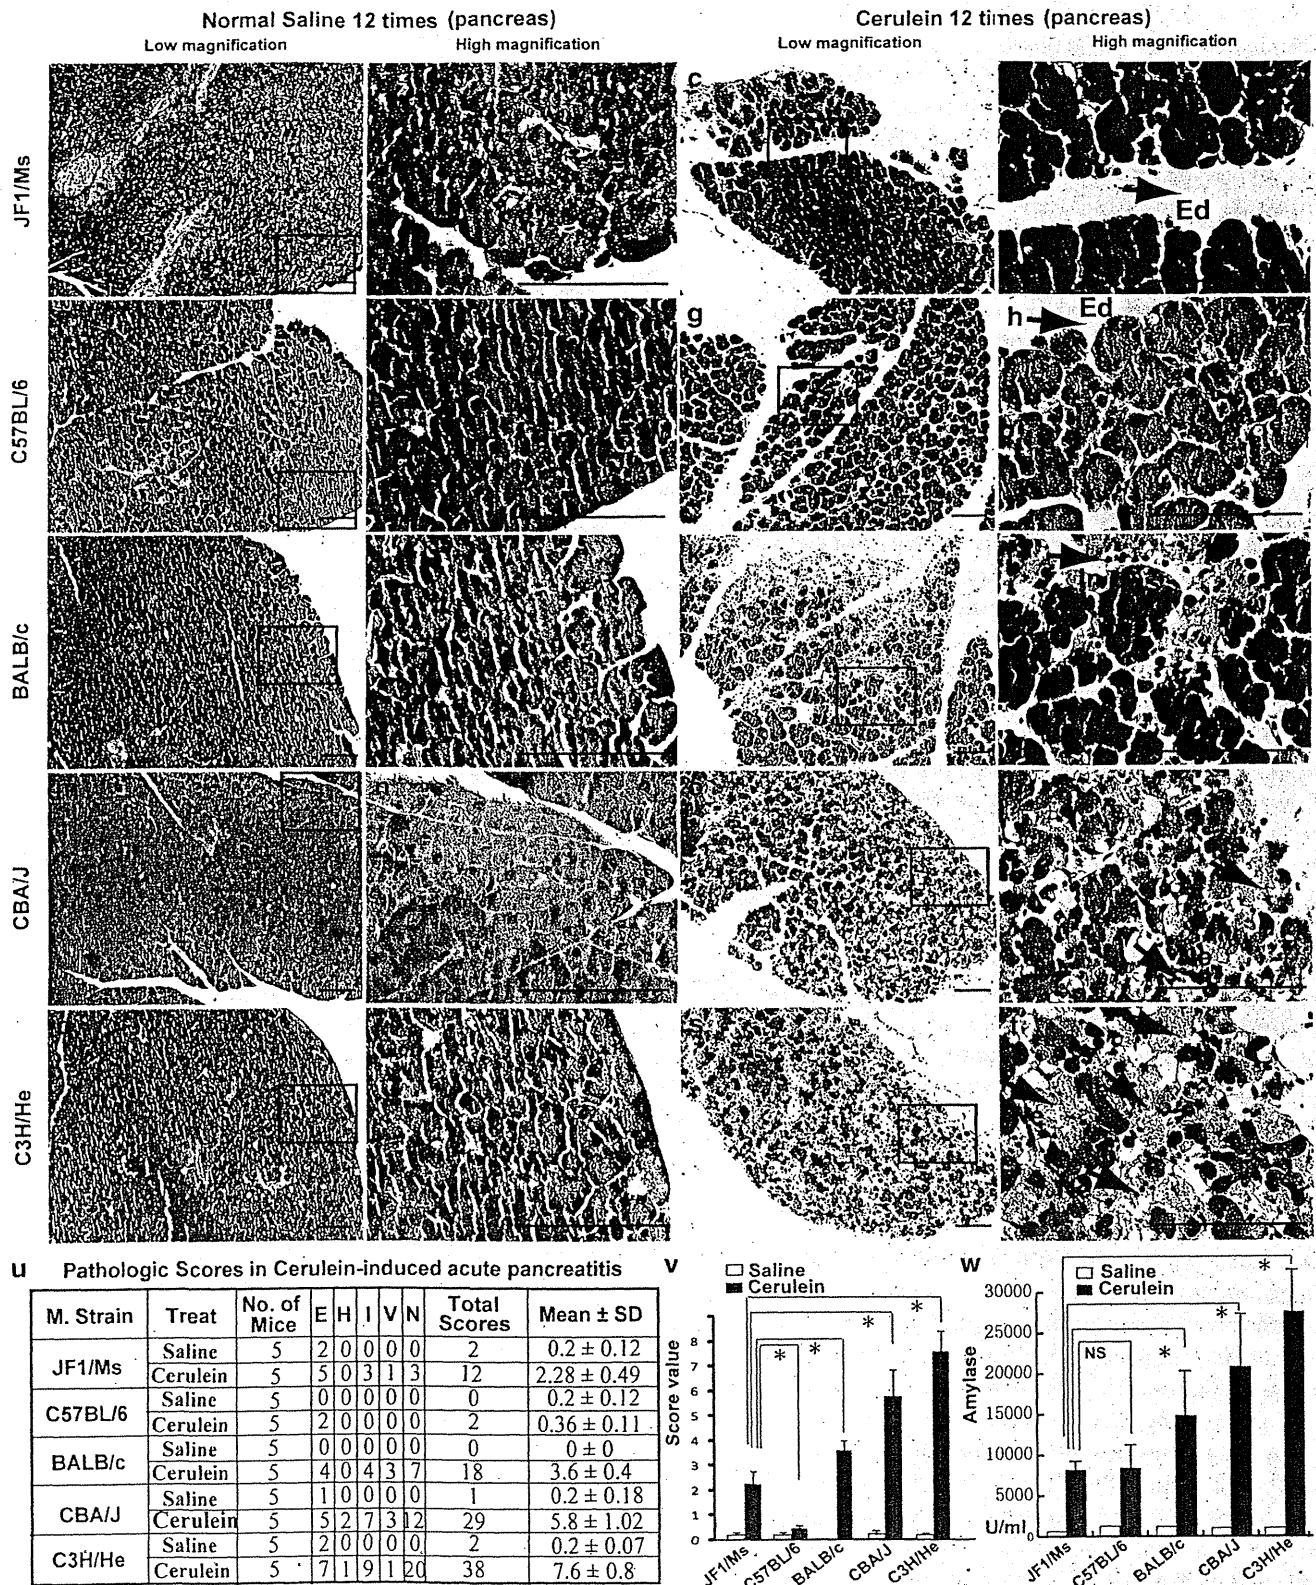 Normal Saline 12 times (pancreas)
Cerulein 12 times (pancreas)
Low magnification
High magnification
Low magnification
High magnification
JF1/Ms
c
Ed
C57BL/6
g
h
Ed
BALB/c
CBA/J
C3H/He
u Pathologic Scores in Cerulein-induced acute pancreatitis
M. Strain Treat No. of Mice E H I V N Total Scores Mean ± SD
JF1/Ms Saline 5 2 0 0 0 0 2 0.2 ± 0.12
Cerulein 5 5 0 3 1 3 12 2.28 ± 0.49
C57BL/6 Saline 5 0 0 0 0 0 0 0.2 ± 0.12
Cerulein 5 2 0 0 0 0 2 0.36 ± 0.11
BALB/c Saline 5 0 0 0 0 0 0 0 ± 0
Cerulein 5 4 0 4 3 7 18 3.6 ± 0.4
CBA/J Saline 5 1 0 0 0 0 1 0.2 ± 0.18
Cerulein 5 5 2 7 3 12 29 5.8 ± 1.02
C3H/He Saline 5 2 0 0 0 0 2 0.2 ± 0.07
Cerulein 5 7 1 9 1 20 38 7.6 ± 0.8
v
Saline
Cerulein
* * * *
Score value
8
7
6
5
4
3
2
1
0
JF1/Ms C57BL/6 BALB/c CBA/J C3H/He
w
Saline
Cerulein
NS * * *
Amylase
30000
25000
20000
15000
10000
5000
U/ml
0
JF1/Ms C57BL/6 BALB/c CBA/J C3H/He